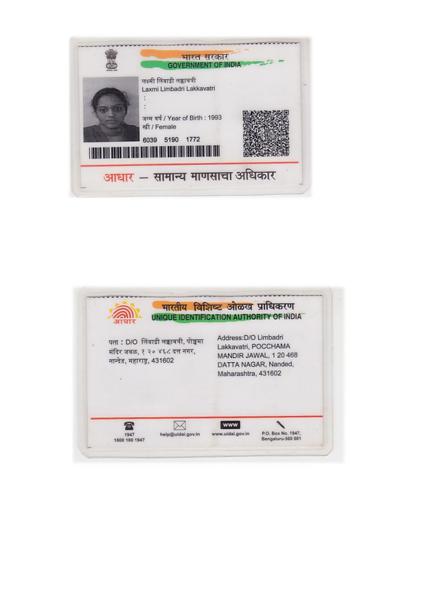 भारत सरकार
GOVERNMENT OF INDIA
लक्ष्मी लिंबाद्री लक्कावत्री
Laxmi Limbadri Lakkavatri
:
:
जन्म वर्ष / Year of Birth : 1993
स्त्री / Female
6039 5190 1772
आधार – सामान्य माणसाचा अधिकार
भारतीय विशिष्ट ओळख प्राधिकरण
UNIQUE IDENTIFICATION AUTHORITY OF INDIA
आधार
पत्ता : D/O लिंबाद्री लक्कावत्री, पोचम्मा
मंदिर जवळ, १ २० ४६८ दत्त नगर,
नान्देड, महाराष्ट्र, 431602
Address:D/O Limbadri
Lakkavatri, POCCHAMA
MANDIR JAWAL, 1 20 468
DATTA NAGAR, Nanded,
Maharashtra, 431602
1947
1800 180 1947
help@uidai.gov.in
www
www.uidai.gov.in
P.O. Box No. 1947,
Bengaluru-560 001